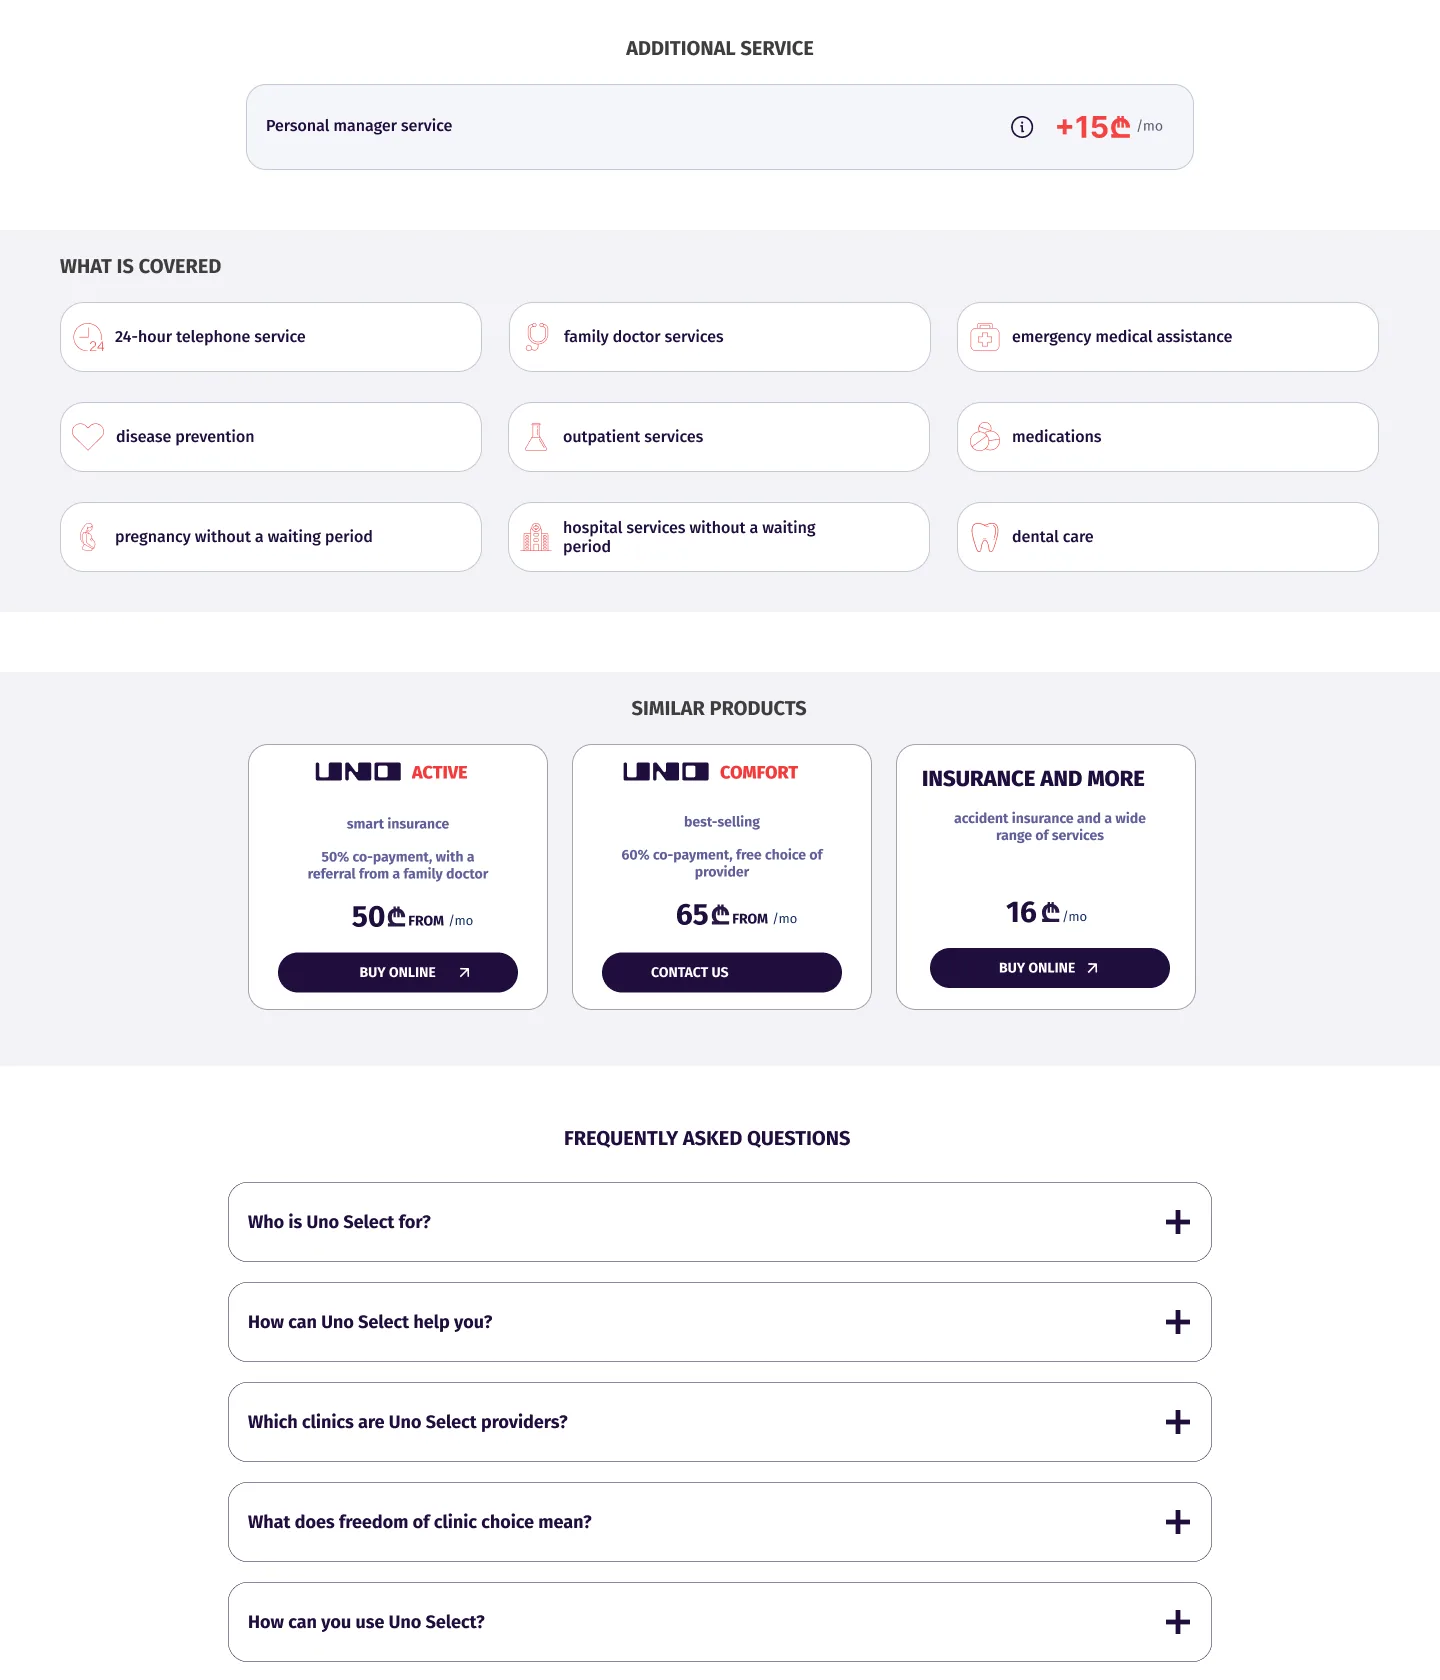 ADDITIONAL SERVICE
Personal manager service
+15₾ /mo
WHAT IS COVERED
24-hour telephone service
family doctor services
emergency medical assistance
disease prevention
outpatient services
medications
pregnancy without a waiting period
hospital services without a waiting
period
dental care
SIMILAR PRODUCTS
UNO ACTIVE
smart insurance
50% co-payment, with a
referral from a family doctor
50₾ FROM /mo
BUY ONLINE
UNO COMFORT
best-selling
60% co-payment, free choice of
provider
65₾ FROM /mo
CONTACT US
INSURANCE AND MORE
accident insurance and a wide
range of services
16 ₾ /mo
BUY ONLINE
FREQUENTLY ASKED QUESTIONS
Who is Uno Select for?
How can Uno Select help you?
Which clinics are Uno Select providers?
What does freedom of clinic choice mean?
How can you use Uno Select?